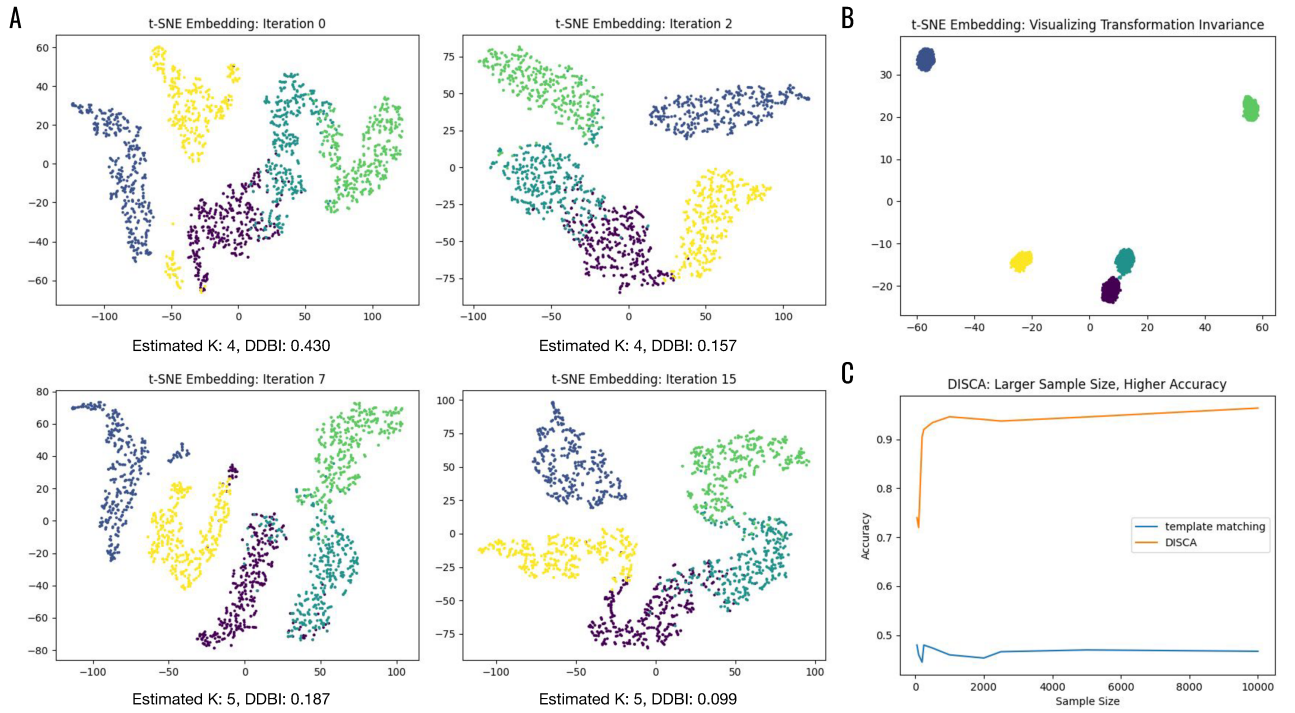 A
t-SNE Embedding: Iteration 0
60
40
20
0
−20
−40
−60
−100 −50 0 50 100
Estimated K: 4, DDBI: 0.430
t-SNE Embedding: Iteration 2
75
50
25
0
−25
−50
−75
−100 −50 0 50 100
Estimated K: 4, DDBI: 0.157
t-SNE Embedding: Iteration 7
80
60
40
20
0
−20
−40
−60
−80
−100 −50 0 50 100
Estimated K: 5, DDBI: 0.187
t-SNE Embedding: Iteration 15
100
75
50
25
0
−25
−50
−75
−100 −50 0 50 100
Estimated K: 5, DDBI: 0.099
B
t-SNE Embedding: Visualizing Transformation Invariance
30
20
10
0
−10
−20
−60 −40 −20 0 20 40 60
C
DISCA: Larger Sample Size, Higher Accuracy
Accuracy
0.9
0.8
0.7
0.6
0.5
template matching
DISCA
0 2000 4000 6000 8000 10000
Sample Size